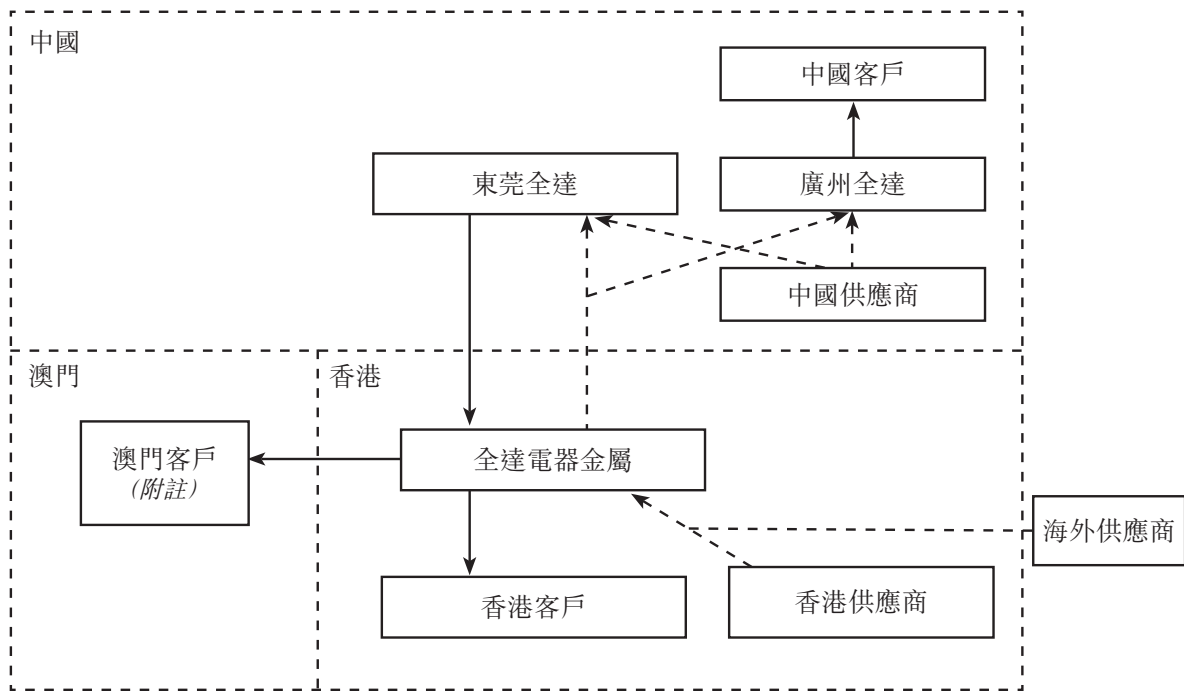 中國
中國客戶
東莞全達
廣州全達
中國供應商
澳門
香港
澳門客戶
(附註)
全達電器金屬
海外供應商
香港客戶
香港供應商